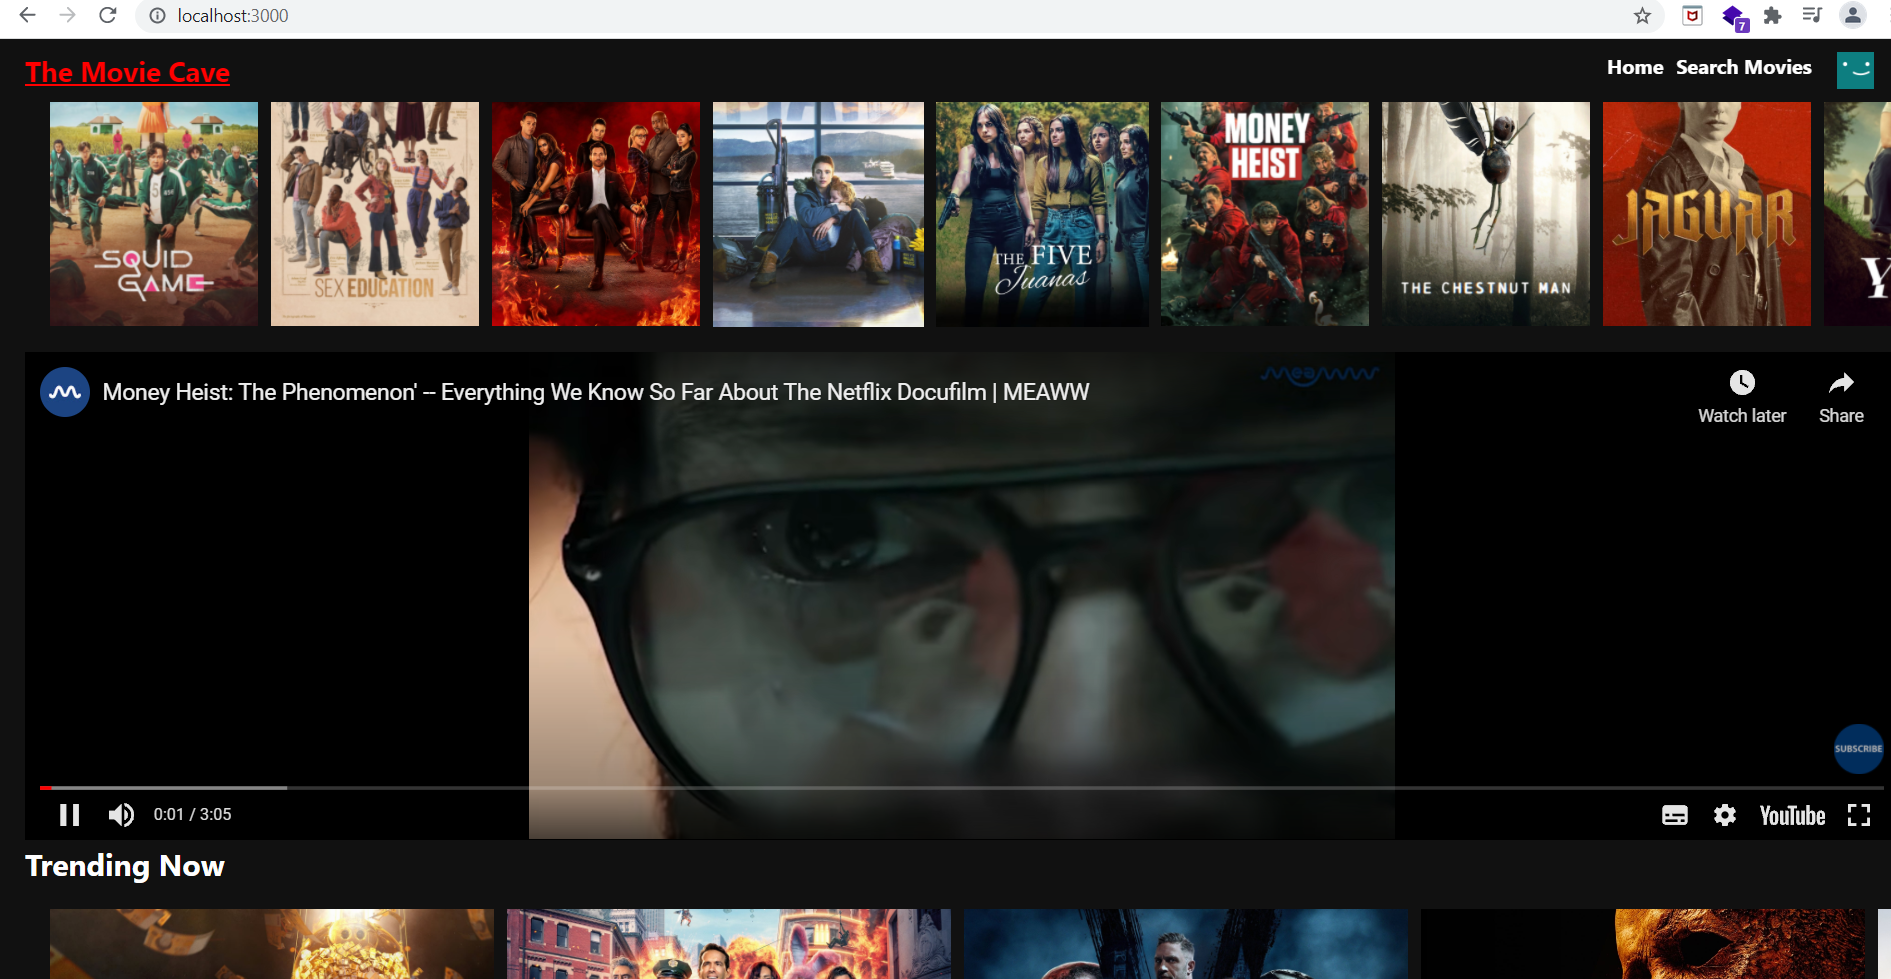 localhost:3000
7
The Movie Cave
Home Search Movies
SQUID
GAME
SEX EDUCATION
THE FIVE
Juanas
MONEY
HEIST
THE CHESTNUT MAN
JAGUAR
Y
Money Heist: The Phenomenon' -- Everything We Know So Far About The Netflix Docufilm | MEAWW
MEAWW
Watch later
Share
SUBSCRIBE
0:01 / 3:05
YouTube
Trending Now